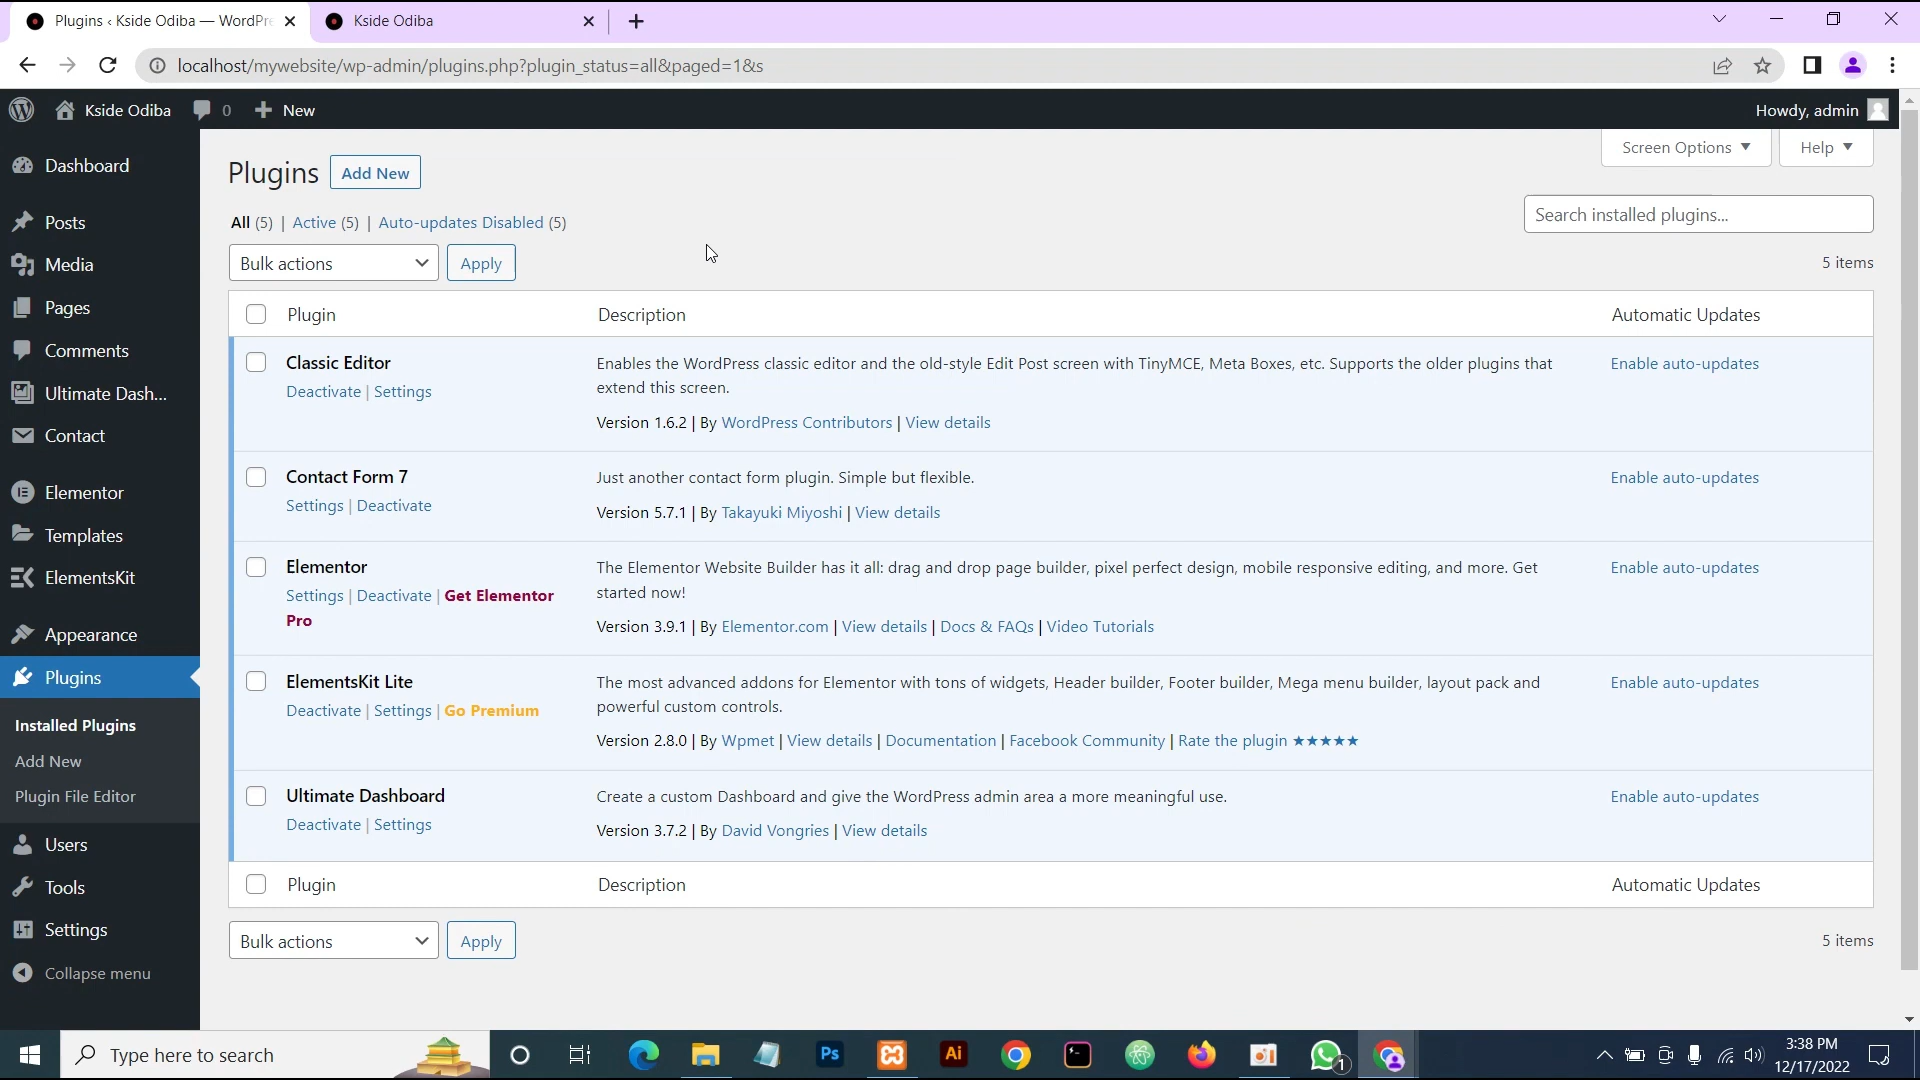 Plugins ‹ Kside Odiba — WordPre
Kside Odiba
localhost/mywebsite/wp-admin/plugins.php?plugin_status=all&paged=1&s
Kside Odiba 0 New
Howdy, admin
Dashboard
Posts
Media
Pages
Comments
Ultimate Dash...
Contact
Elementor
Templates
ElementsKit
Appearance
Plugins
Installed Plugins
Add New
Plugin File Editor
Users
Tools
Settings
Collapse menu
Screen Options Help
Plugins Add New
All (5) | Active (5) | Auto-updates Disabled (5)
Search installed plugins...
Bulk actions Apply
5 items
Plugin Description Automatic Updates
Classic Editor
Deactivate | Settings
Enables the WordPress classic editor and the old-style Edit Post screen with TinyMCE, Meta Boxes, etc. Supports the older plugins that
extend this screen.
Version 1.6.2 | By WordPress Contributors | View details
Enable auto-updates
Contact Form 7
Settings | Deactivate
Just another contact form plugin. Simple but flexible.
Version 5.7.1 | By Takayuki Miyoshi | View details
Enable auto-updates
Elementor
Settings | Deactivate | Get Elementor
Pro
The Elementor Website Builder has it all: drag and drop page builder, pixel perfect design, mobile responsive editing, and more. Get
started now!
Version 3.9.1 | By Elementor.com | View details | Docs & FAQs | Video Tutorials
Enable auto-updates
ElementsKit Lite
Deactivate | Settings | Go Premium
The most advanced addons for Elementor with tons of widgets, Header builder, Footer builder, Mega menu builder, layout pack and
powerful custom controls.
Version 2.8.0 | By Wpmet | View details | Documentation | Facebook Community | Rate the plugin ★★★★★
Enable auto-updates
Ultimate Dashboard
Deactivate | Settings
Create a custom Dashboard and give the WordPress admin area a more meaningful use.
Version 3.7.2 | By David Vongries | View details
Enable auto-updates
Plugin Description Automatic Updates
Bulk actions Apply
5 items
Type here to search
Ps
Ai
1
3:38 PM
12/17/2022